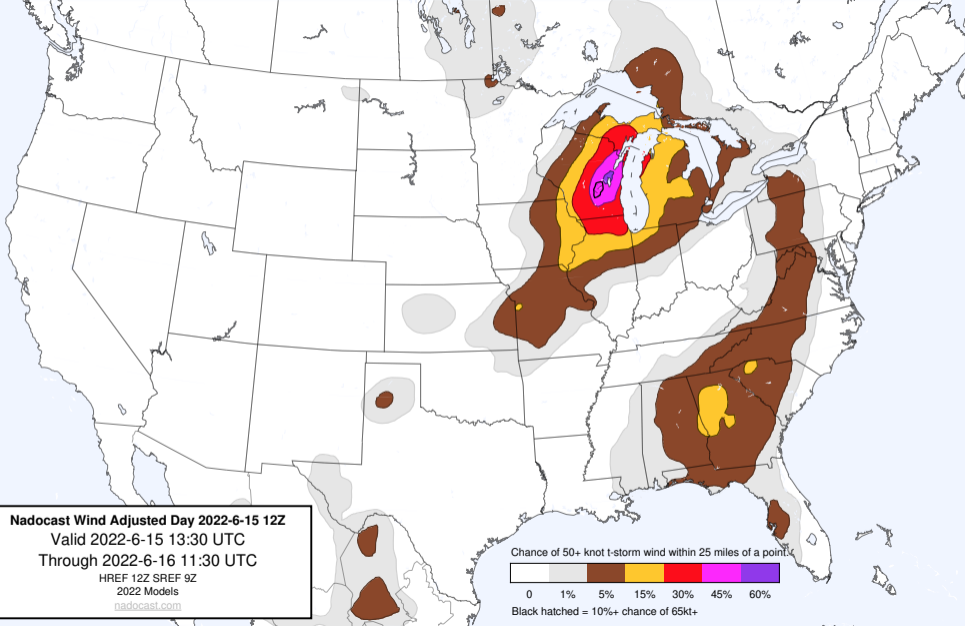 Nadocast Wind Adjusted Day 2022-6-15 12Z
Valid 2022-6-15 13:30 UTC
Through 2022-6-16 11:30 UTC
HREF 12Z SREF 9Z
2022 Models
nadocast.com
Chance of 50+ knot t-storm wind within 25 miles of a point.
0 1% 5% 15% 30% 45% 60%
Black hatched = 10%+ chance of 65kt+